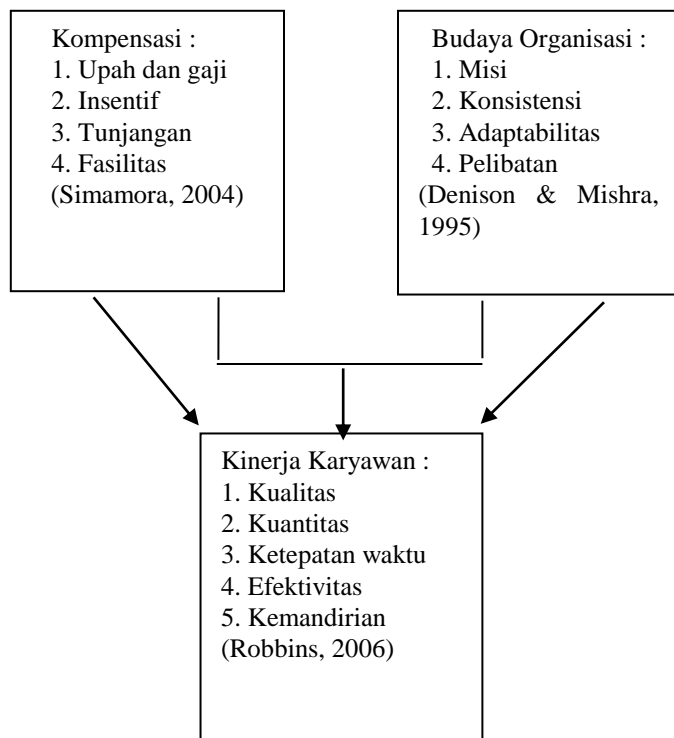 Kompensasi :
1. Upah dan gaji
2. Insentif
3. Tunjangan
4. Fasilitas
(Simamora, 2004)
Budaya Organisasi :
1. Misi
2. Konsistensi
3. Adaptabilitas
4. Pelibatan
(Denison & Mishra,
1995)
Kinerja Karyawan :
1. Kualitas
2. Kuantitas
3. Ketepatan waktu
4. Efektivitas
5. Kemandirian
(Robbins, 2006)